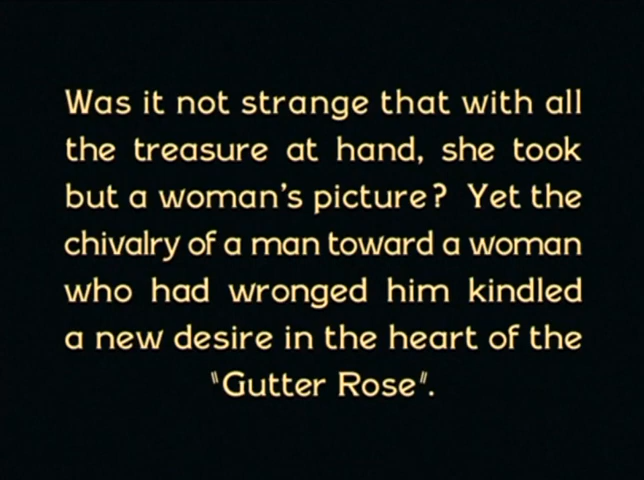 Was it not strange that with all
the treasure at hand, she took
but a woman's picture? Yet the
chivalry of a man toward a woman
who had wronged him kindled
a new desire in the heart of the
"Gutter Rose".